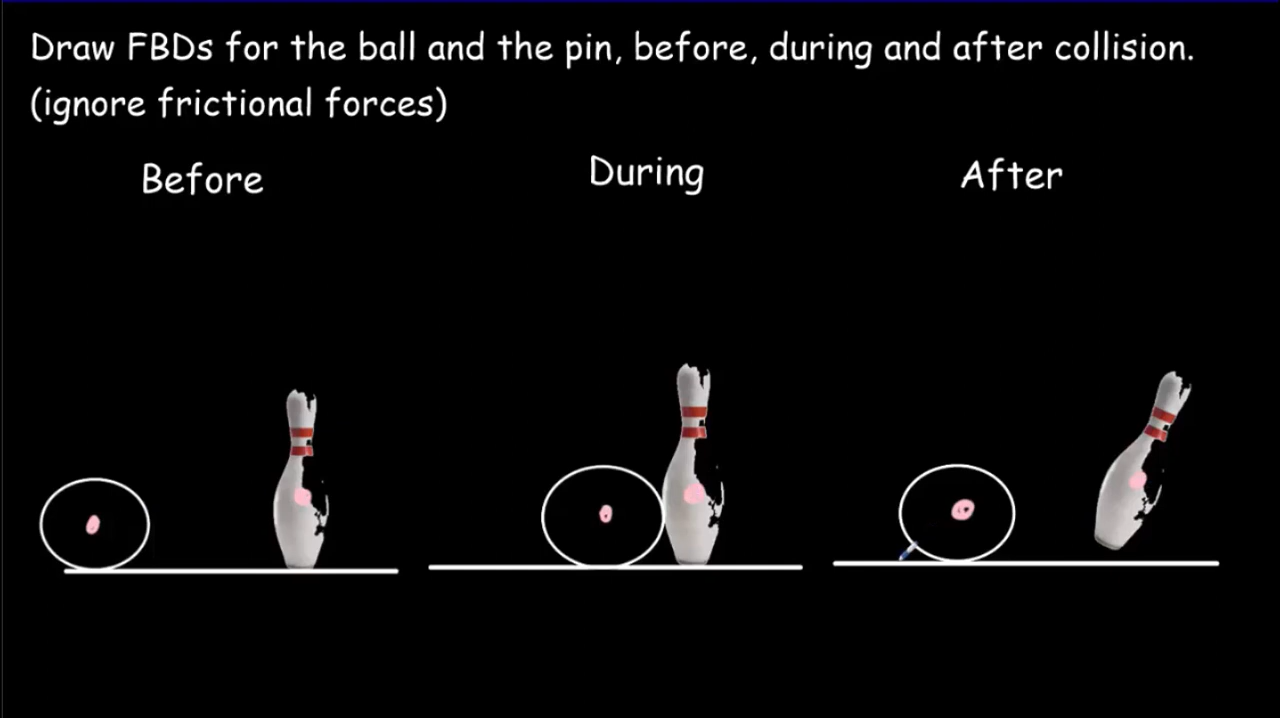 Draw FBDs for the ball and the pin, before, during and after collision.
(ignore frictional forces)
Before
During
After